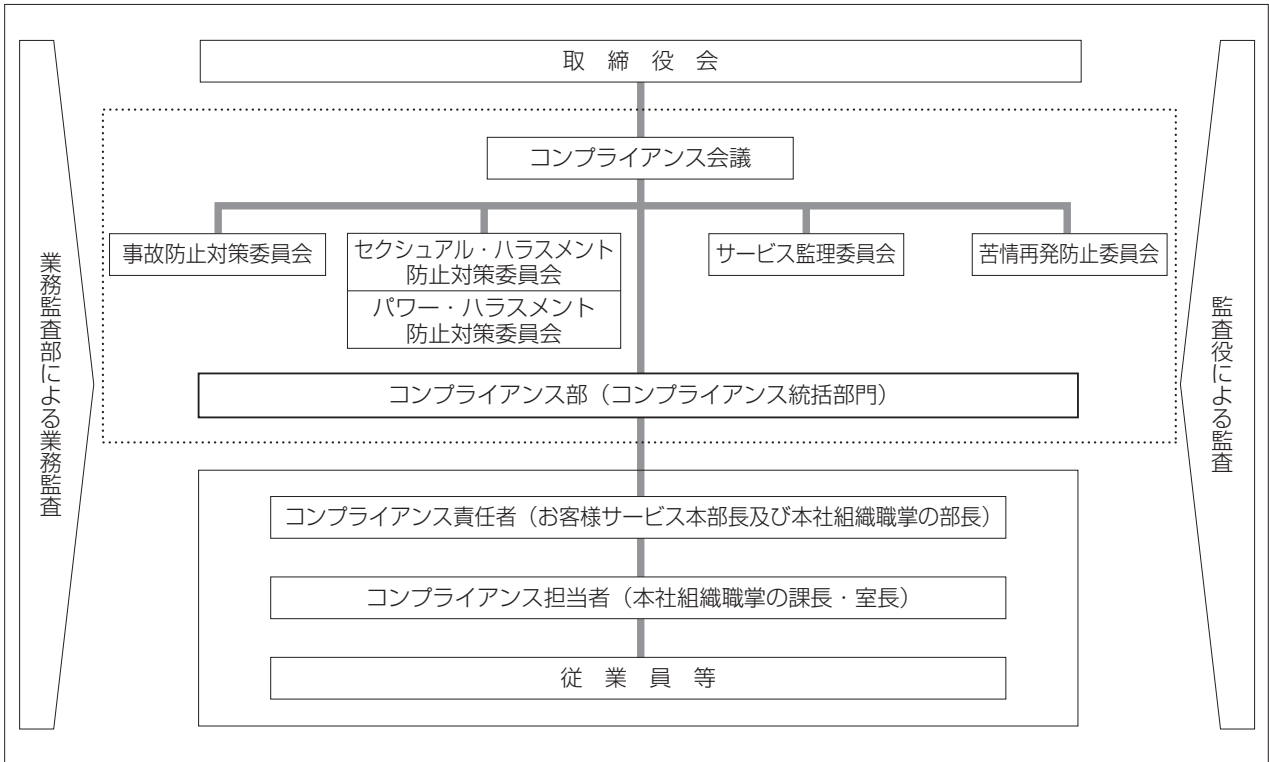 取締役会
コンプライアンス会議
事故防止対策委員会
セクシュアル・ハラスメント
防止対策委員会
パワー・ハラスメント
防止対策委員会
サービス監理委員会
苦情再発防止委員会
コンプライアンス部（コンプライアンス統括部門）
コンプライアンス責任者（お客様サービス本部長及び本社組織職掌の部長）
コンプライアンス担当者（本社組織職掌の課長・室長）
従業員等
業務監査部による業務監査
監査役による監査